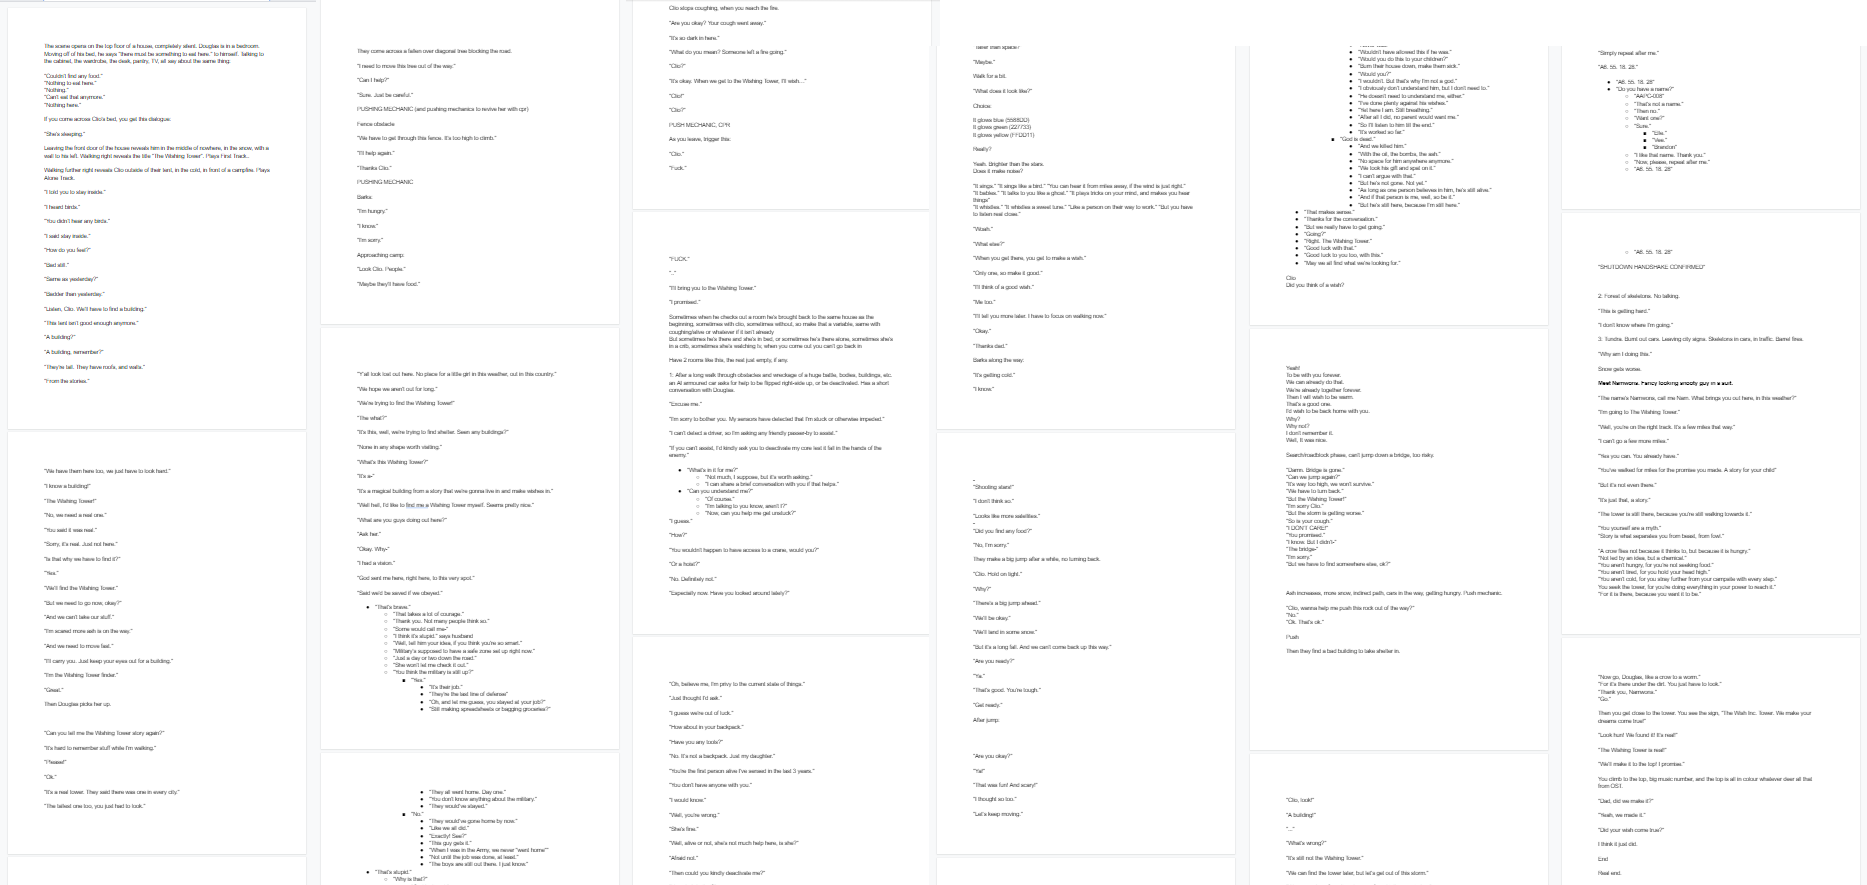 The scene opens on the top floor of a house, completely silent. Douglas is in a bedroom.
Moving off of his bed, he says "there must be something to eat here." to himself. Talking to
the cabinet, the wardrobe, the desk, pantry, TV, all say about the same thing:
"Couldn't find any food."
"Nothing to eat here."
"Nothing."
"Can't eat that anymore."
"Nothing here."
If you come across Clio's bed, you get this dialogue:
"She's sleeping."
Leaving the front door of the house reveals him in the middle of nowhere, in the snow, with a
wall to his left. Walking right reveals the title "The Wishing Tower". Plays First Track..
Walking further right reveals Clio outside of their tent, in the cold, in front of a campfire. Plays
Alone Track.
"I told you to stay inside."
"I heard birds."
"You didn't hear any birds."
"I said stay inside."
"How do you feel?"
"Bad still."
"Same as yesterday?"
"Badder than yesterday."
"Listen, Clio. We'll have to find a building."
"This tent isn't good enough anymore."
"A building?"
"A building, remember?"
"They're tall. They have roofs, and walls."
"From the stories."
"We have them here too, we just have to look hard."
"I know a building!"
"The Wishing Tower!"
"No, we need a real one."
"You said it was real."
"Sorry, it's real. Just not here."
"Is that why we have to find it?"
"Yes."
"We'll find the Wishing Tower."
"But we need to go now, okay?"
"And we can't take our stuff."
"I'm scared more ash is on the way."
"And we need to move fast."
"I'll carry you. Just keep your eyes out for a building."
"I'm the Wishing Tower finder."
"Great."
Then Douglas picks her up.
"Can you tell me the Wishing Tower story again?"
"It's hard to remember stuff while I'm walking."
"Please!"
"Ok."
"It's a real tower. They said there was one in every city."
"The tallest one too, you just had to look."
They come across a fallen over diagonal tree blocking the road.
"I need to move this tree out of the way."
"Can I help?"
"Sure. Just be careful."
PUSHING MECHANIC (and pushing mechanics to revive her with cpr)
Fence obstacle
"We have to get through this fence. It's too high to climb."
"I'll help again."
"Thanks Clio."
PUSHING MECHANIC
Barks:
"I'm hungry."
"I know."
"I'm sorry."
Approaching camp:
"Look Clio. People."
"Maybe they'll have food."
"Y'all look lost out here. No place for a little girl in this weather, out in this country."
"We hope we aren't out for long."
"We're trying to find the Wishing Tower!"
"The what?"
"It's this, well, we're trying to find shelter. Seen any buildings?"
"None in any shape worth visiting."
"What's this Wishing Tower?"
"It's a-"
"It's a magical building from a story that we're gonna live in and make wishes in."
"Well hell, I'd like to find me a Wishing Tower myself. Seems pretty nice."
"What are you guys doing out here?"
"Ask her."
"Okay. Why-"
"I had a vision."
"God sent me here, right here, to this very spot."
"Said we'd be saved if we obeyed."
"That's brave."
"That takes a lot of courage."
"Thank you. Not many people think so."
"Some would call me-"
"I think it's stupid." says husband
"Well, tell him your idea, if you think you're so smart."
"Military's supposed to have a safe zone set up right now."
"Just a day or two down the road."
"She won't let me check it out."
"You think the military is still up?"
"Yes."
"It's their job."
"They're the last line of defense"
"Oh, and let me guess, you stayed at your job?"
"Still making spreadsheets or bagging groceries?"
"They all went home. Day one."
"You don't know anything about the military."
"They would've stayed."
"No."
"They would've gone home by now."
"Like we all did."
"Exactly! See?"
"This guy gets it."
"When I was in the Army, we never "went home""
"Not until the job was done, at least."
"The boys are still out there. I just know."
"That's stupid."
"Why is that?"
Clio stops coughing, when you reach the fire.
"Are you okay? Your cough went away."
"It's so dark in here."
"What do you mean? Someone left a fire going."
"Clio?"
"It's okay. When we get to the Wishing Tower, I'll wish…"
"Clio!"
"Clio?"
PUSH MECHANIC, CPR
As you leave, trigger this:
"Clio."
"Fuck."
"FUCK."
"…"
"I'll bring you to the Wishing Tower."
"I promised."
Sometimes when he checks out a room he's brought back to the same house as the
beginning, sometimes with clio, sometimes without, so make that a variable, same with
coughing/alive or whatever if it isn't already
But sometimes he's there and she's in bed, or sometimes he's there alone, sometimes she's
in a crib, sometimes she's watching tv, when you come out you can't go back in
Have 2 rooms like this, the rest just empty, if any.
1: After a long walk through obstacles and wreckage of a huge battle, bodies, buildings, etc.
an AI armoured car asks for help to be flipped right-side up, or be deactivated. Has a short
conversation with Douglas.
"Excuse me."
"I'm sorry to bother you. My sensors have detected that I'm stuck or otherwise impeded."
"I can't detect a driver, so I'm asking any friendly passer-by to assist."
"If you can't assist, I'd kindly ask you to deactivate my core lest it fall in the hands of the
enemy."
"What's in it for me?"
"Not much, I suppose, but it's worth asking."
"I can share a brief conversation with you if that helps."
"Can you understand me?"
"Of course."
"I'm talking to you, aren't I?"
"Now, can you help me get unstuck?"
"I guess."
"How?"
"You wouldn't happen to have access to a crane, would you?"
"Or a hoist?"
"No. Definitely not."
"Especially now. Have you looked around lately?"
"Oh, believe me, I'm privy to the current state of things."
"Just thought I'd ask."
"I guess we're out of luck."
"How about in your backpack."
"Have you any tools?"
"No. It's not a backpack. Just my daughter."
"You're the first person alive I've sensed in the last 3 years."
"You don't have anyone with you."
"I would know."
"Well, you're wrong."
"She's fine."
"Well, alive or not, she's not much help here, is she?"
"Afraid not."
"Then could you kindly deactivate me?"
"Maybe."
Walk for a bit.
"What does it look like?"
Choice:
It glows blue (5588DD)
It glows green (227733)
It glows yellow (FFDD11)
Really?
Yeah. Brighter than the stars.
Does it make noise?
"It sings." "It sings like a bird." "You can hear it from miles away, if the wind is just right."
"It babbles." "It talks to you like a ghost." "It plays tricks on your mind, and makes you hear
things"
"It whistles." "It whistles a sweet tune." "Like a person on their way to work." "But you have
to listen real close."
"Woah."
"What else?"
"When you get there, you get to make a wish."
"Only one, so make it good."
"I'll think of a good wish."
"Me too."
"I'll tell you more later. I have to focus on walking now."
"Okay."
"Thanks dad."
Barks along the way:
"It's getting cold."
"I know."
-
"Shooting stars!"
"I don't think so."
"Looks like more satellites."
-
"Did you find any food?"
"No, I'm sorry."
They make a big jump after a while, no turning back.
"Clio. Hold on tight."
"Why?"
"There's a big jump ahead."
"We'll be okay."
"We'll land in some snow."
"But it's a long fall. And we can't come back up this way."
"Are you ready?"
"Ya."
"That's good. You're tough."
"Get ready."
After jump:
"Are you okay?"
"Ya!"
"That was fun! And scary!"
"I thought so too."
"Let's keep moving."
"Wouldn't have allowed this if he was."
"Would you do this to your children?"
"Burn their house down, make them sick."
"Would you?"
"I wouldn't. But that's why I'm not a god."
"I obviously don't understand him, but I don't need to."
"He doesn't need to understand me, either."
"I've done plenty against his wishes."
"Yet here I am. Still breathing."
"After all I did, no parent would want me."
"So I'll listen to him till the end."
"It's worked so far."
"God is dead."
"And we killed him."
"With the oil, the bombs, the ash."
"No space for him anywhere anymore."
"We took his gift and spat on it."
"I can't argue with that."
"But he's not gone. Not yet."
"As long as one person believes in him, he's still alive."
"And if that person is me, well, so be it."
"But he's still here, because I'm still here."
"That makes sense."
"Thanks for the conversation."
"But we really have to get going."
"Going?"
"Right. The Wishing Tower."
"Good luck with that."
"Good luck to you too, with this."
"May we all find what we're looking for."
Clio
Did you think of a wish?
Yeah!
To be with you forever.
We can already do that.
We're already together forever.
Then I will wish to be warm.
That's a good one.
I'd wish to be back home with you.
Why?
Why not?
I don't remember it.
Well, it was nice.
Search/roadblock phase, can't jump down a bridge, too risky.
"Damn. Bridge is gone."
"Can we jump again?"
"It's way too high, we won't survive."
"We have to turn back."
"But the Wishing Tower!"
"I'm sorry Clio."
"But the storm is getting worse."
"So is your cough."
"I DON'T CARE!"
"You promised."
"I know. But I didn't-"
"The bridge-"
"I'm sorry."
"But we have to find somewhere else, ok?"
Ash increases, more snow, indirect path, cars in the way, getting hungry. Push mechanic.
"Clio, wanna help me push this rock out of the way?"
"No."
"Ok. That's ok."
Push
Then they find a bad building to take shelter in.
"Clio, look!"
"A building!"
"…"
"What's wrong?"
"It's still not the Wishing Tower."
"We can find the tower later, but let's get out of this storm."
"Simply repeat after me."
"A6. 55. 18. 28."
"A6. 55. 18. 28"
"Do you have a name?"
"AAPC-008"
"That's not a name."
"Then no."
"Want one?"
"Sure."
"Elle."
"Vee."
"Brandon"
"I like that name. Thank you."
"Now, please, repeat after me."
"A6. 55. 18. 28"
"A6. 55. 18. 28"
"SHUTDOWN HANDSHAKE CONFIRMED"
2: Forest of skeletons. No talking.
"This is getting hard."
"I don't know where I'm going."
3: Tundra. Burnt out cars. Leaving city signs. Skeletons in cars, in traffic. Barrel fires.
"Why am I doing this."
Snow gets worse.
Meet Namwons. Fancy looking snooty guy in a suit.
"The name's Namwons, call me Nam. What brings you out here, in this weather?"
"I'm going to The Wishing Tower."
"Well, you're on the right track. It's a few miles that way."
"I can't go a few more miles."
"Yes you can. You already have."
"You've walked for miles for the promise you made. A story for your child"
"But it's not even there."
"It's just that, a story."
"The tower is still there, because you're still walking towards it."
"You yourself are a myth."
"Story is what separates you from beast, from fowl."
"A crow flies not because it thinks to, but because it is hungry."
"Not led by an idea, but a chemical."
"You aren't hungry, for you're not seeking food."
"You aren't tired, for you hold your head high."
"You aren't cold, for you stray further from your campsite with every step."
You seek the tower, for you're doing everything in your power to reach it."
"For it is there, because you want it to be."
"Now go, Douglas, like a crow to a worm."
"For it's there under the dirt. You just have to look."
"Thank you, Namwons."
"Go."
Then you get close to the tower. You see the sign, "The Wish Inc. Tower. We make your
dreams come true!"
"Look hun! We found it! It's real!"
"The Wishing Tower is real!"
"We'll make it to the top! I promise."
You climb to the top, big music number, and the top is all in colour whatever deer all that
from OST.
"Dad, did we make it?"
"Yeah, we made it."
"Did your wish come true?"
I think it just did.
End
Real end.